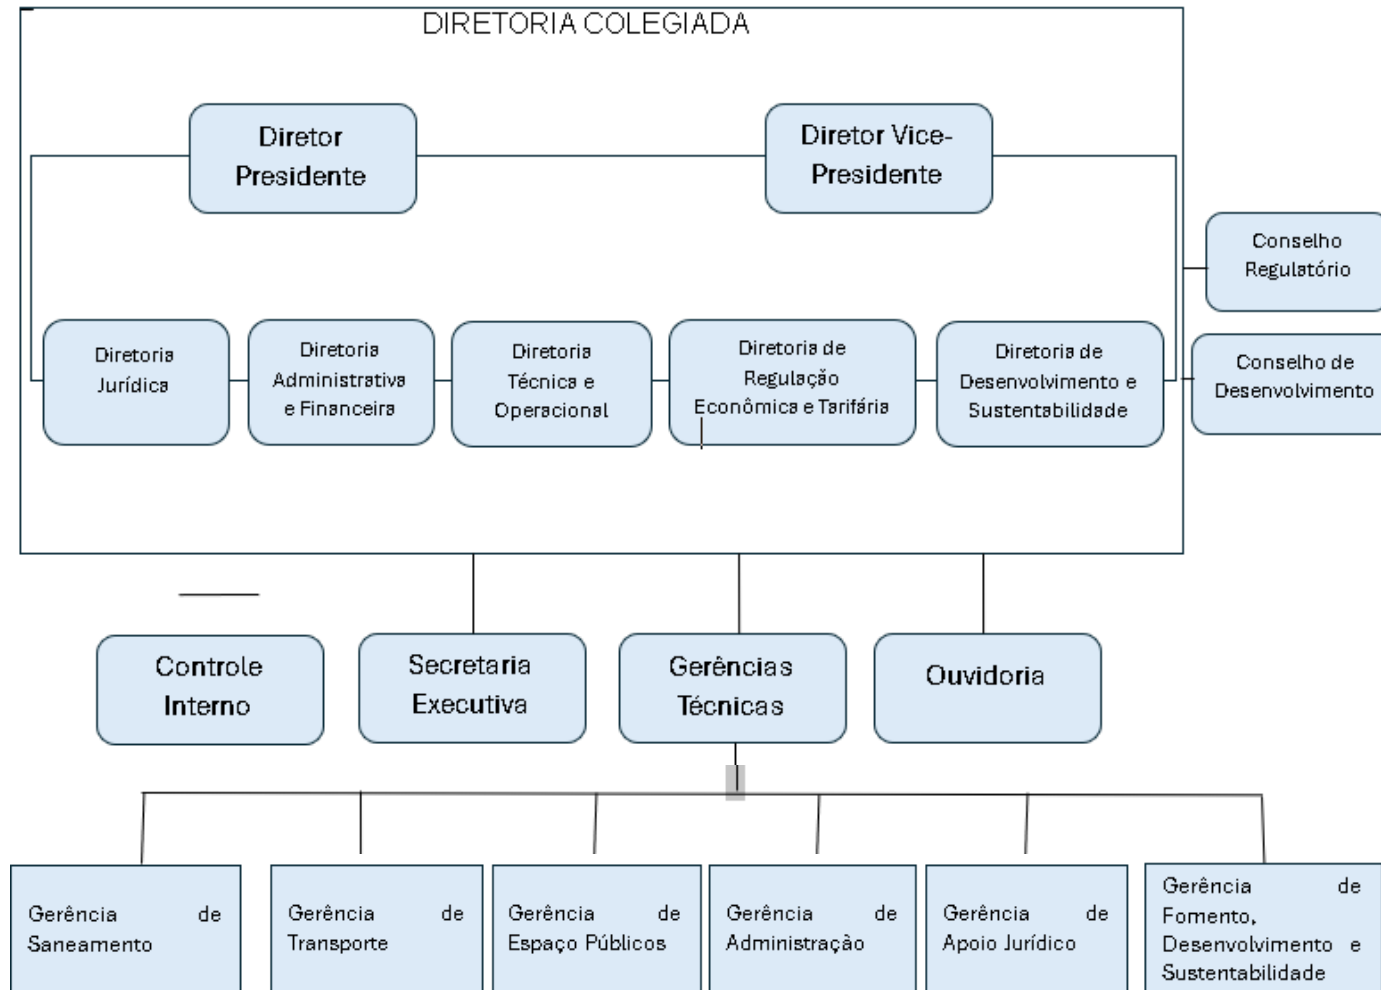 DIRETORIA COLEGIADA
Diretor
Presidente
Diretor Vice-
Presidente
Conselho
Regulatório
Conselho de
Desenvolvimento
Diretoria
Jurídica
Diretoria
Administrativa
e Financeira
Diretoria
Técnica e
Operacional
Diretoria de
Regulação
Econômica e Tarifária
Diretoria de
Desenvolvimento e
Sustentabilidade
Controle
Interno
Secretaria
Executiva
Gerências
Técnicas
Ouvidoria
Gerência de
Saneamento
Gerência de
Transporte
Gerência de
Espaço Públicos
Gerência de
Administração
Gerência de
Apoio Jurídico
Gerência de
Fomento,
Desenvolvimento e
Sustentabilidade